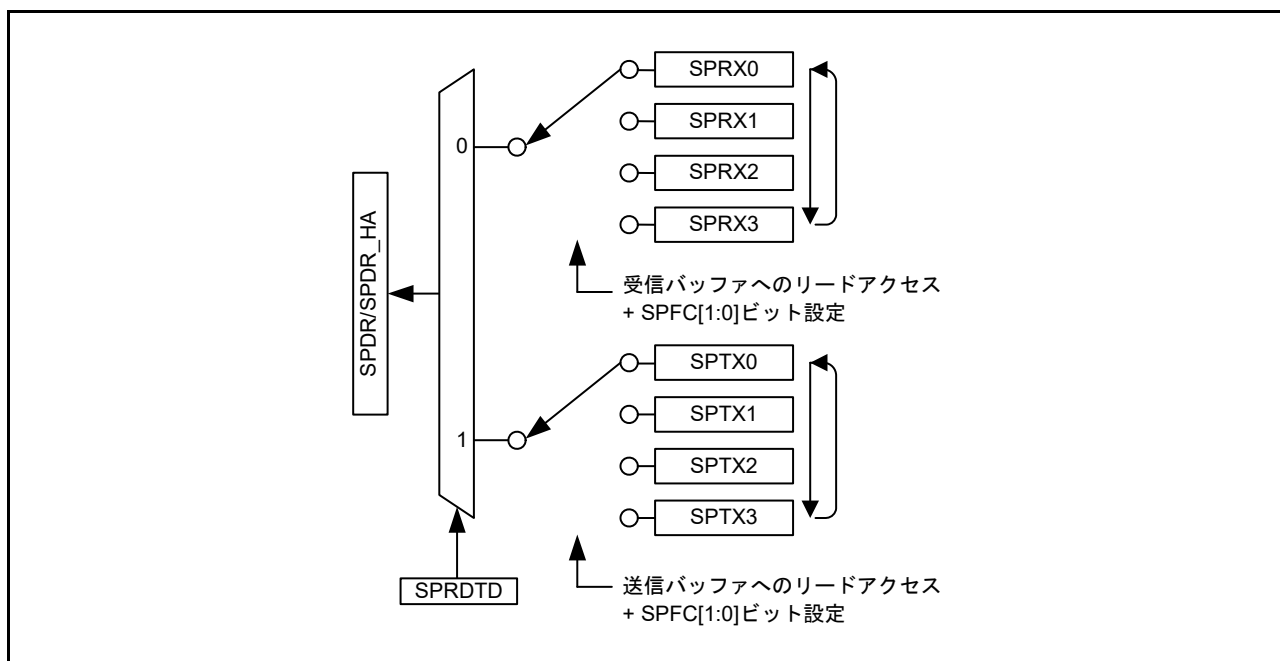 SPRX0
SPRX1
0
SPRX2
SPRX3
SPDR/SPDR_HA
受信バッファへのリードアクセス
+ SPFC[1:0]ビット設定
SPTX0
SPTX1
1
SPTX2
SPTX3
SPRDTD
送信バッファへのリードアクセス
+ SPFC[1:0]ビット設定